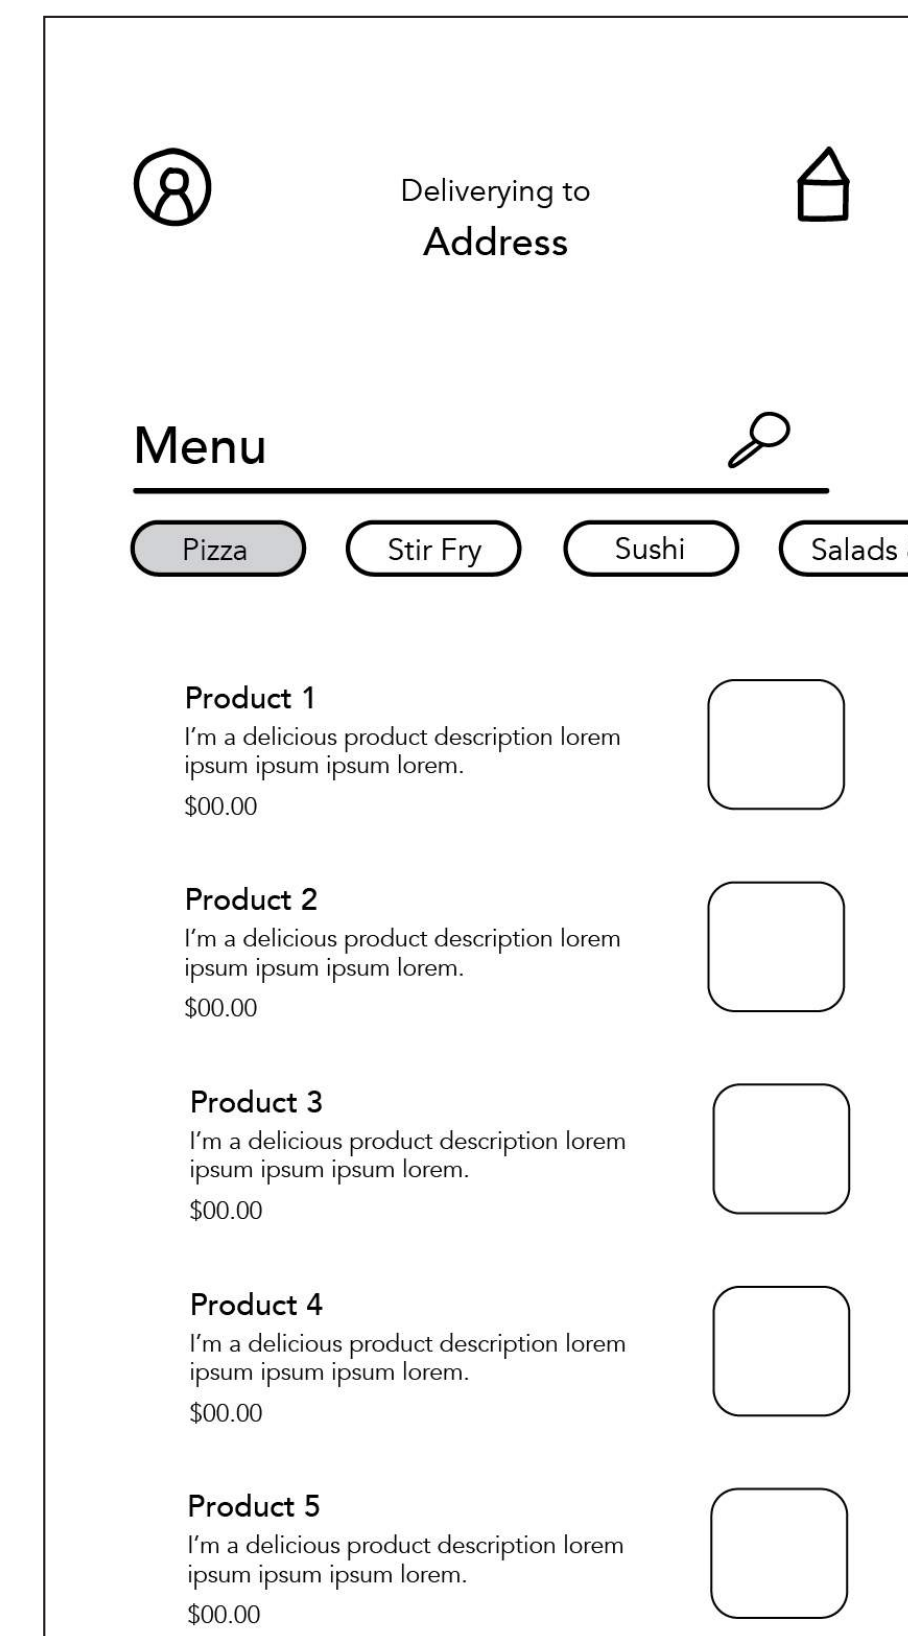 Deliverying to
Address
Menu
Pizza
Stir Fry
Sushi
Salads
Product 1
I'm a delicious product description lorem
ipsum ipsum ipsum lorem.
$00.00
Product 2
I'm a delicious product description lorem
ipsum ipsum ipsum lorem.
$00.00
Product 3
I'm a delicious product description lorem
ipsum ipsum ipsum lorem.
$00.00
Product 4
I'm a delicious product description lorem
ipsum ipsum ipsum lorem.
$00.00
Product 5
I'm a delicious product description lorem
ipsum ipsum ipsum lorem.
$00.00